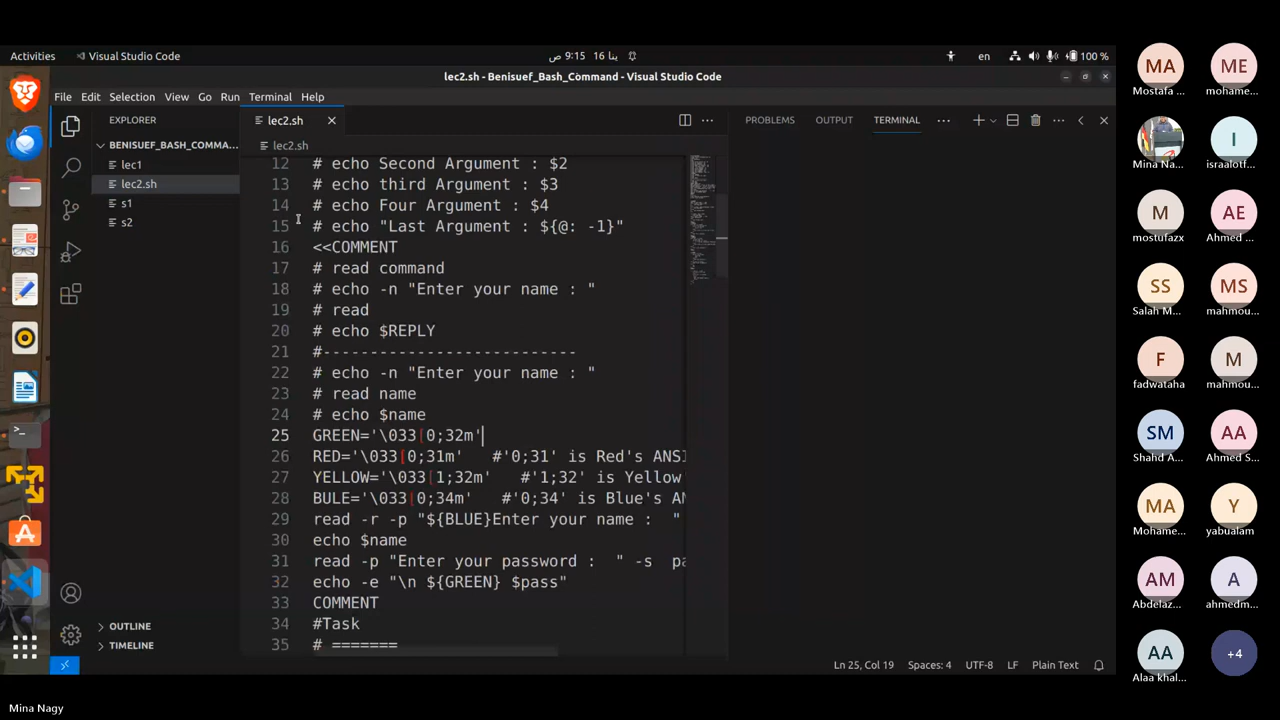 Activities
Visual Studio Code
ينا 16 9:15 ص
en
100 %
lec2.sh - Benisuef_Bash_Command - Visual Studio Code
File Edit Selection View Go Run Terminal Help
EXPLORER
BENISUEF_BASH_COMMA...
lec1
lec2.sh
s1
s2
OUTLINE
TIMELINE
lec2.sh
lec2.sh
12 # echo Second Argument : $2
13 # echo third Argument : $3
14 # echo Four Argument : $4
15 # echo "Last Argument : ${@: -1}"
16 <<COMMENT
17 # read command
18 # echo -n "Enter your name : "
19 # read
20 # echo $REPLY
21 #---------------------------
22 # echo -n "Enter your name : "
23 # read name
24 # echo $name
25 GREEN='\033[0;32m'
26 RED='\033[0;31m' #'0;31' is Red's ANSI
27 YELLOW='\033[1;32m' #'1;32' is Yellow
28 BULE='\033[0;34m' #'0;34' is Blue's AN
29 read -r -p "${BLUE}Enter your name : "
30 echo $name
31 read -p "Enter your password : " -s pa
32 echo -e "\n ${GREEN} $pass"
33 COMMENT
34 #Task
35 # =======
PROBLEMS OUTPUT TERMINAL
Ln 25, Col 19 Spaces: 4 UTF-8 LF Plain Text
MA
Mostafa ...
ME
mohame...
Mina Na...
I
israalotf...
M
mostufazx
AE
Ahmed ...
SS
Salah M...
MS
mahmou...
F
fadwataha
M
mahmou...
SM
Shahd A...
AA
Ahmed S...
MA
Mohame...
Y
yabualam
AM
Abdelaz...
A
ahmedm...
AA
Alaa khal...
+4
Mina Nagy